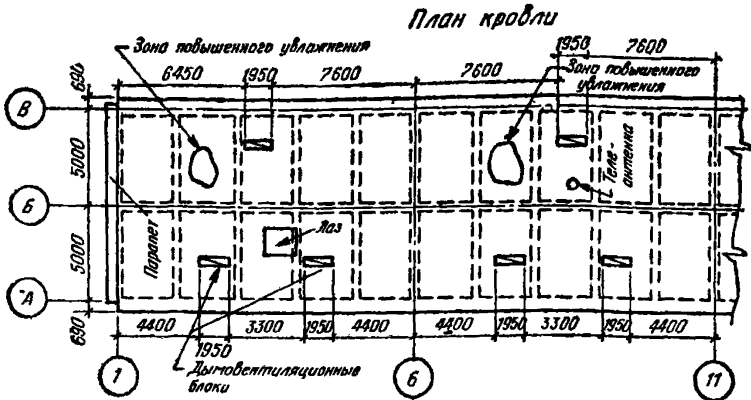 План кровли
Зона повышенного увлажнения
1950
7600
6450
1950
7600
7600
Зона повышенного
увлажнения
690
В
5000
Б
5000
А
690
Парапет
Лаз
Теле-
антенна
4400
3300
1950
4400
4400
1950
3300
1950
4400
1950
Дымовентиляционные
блоки
1
6
11